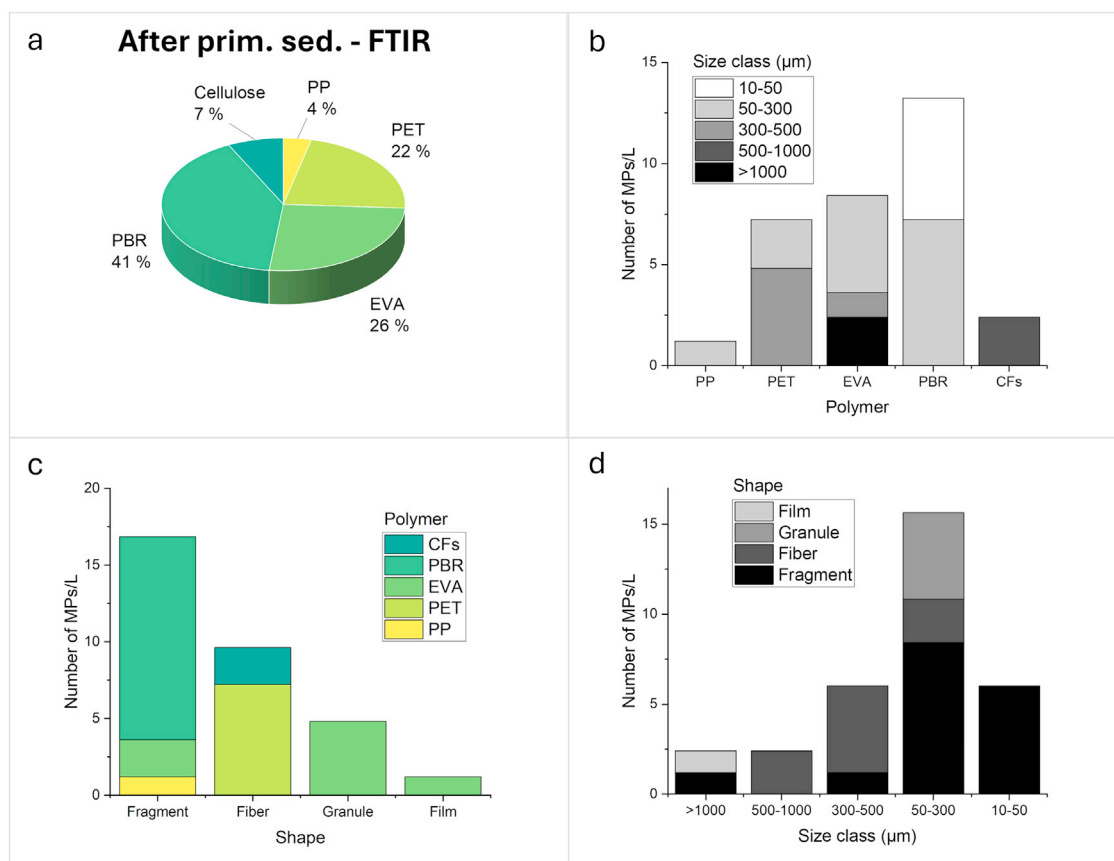 a
After prim. sed. - FTIR
Cellulose
7 %
PP
4 %
PET
22 %
PBR
41 %
EVA
26 %
b
Size class (µm)
10-50
50-300
300-500
500-1000
>1000
15
10
5
0
Number of MPs/L
PP PET EVA PBR CFs
Polymer
c
20
15
10
5
0
Number of MPs/L
Polymer
CFs
PBR
EVA
PET
PP
Fragment Fiber Granule Film
Shape
d
Shape
Film
Granule
Fiber
Fragment
15
10
5
0
Number of MPs/L
>1000 500-1000 300-500 50-300 10-50
Size class (µm)